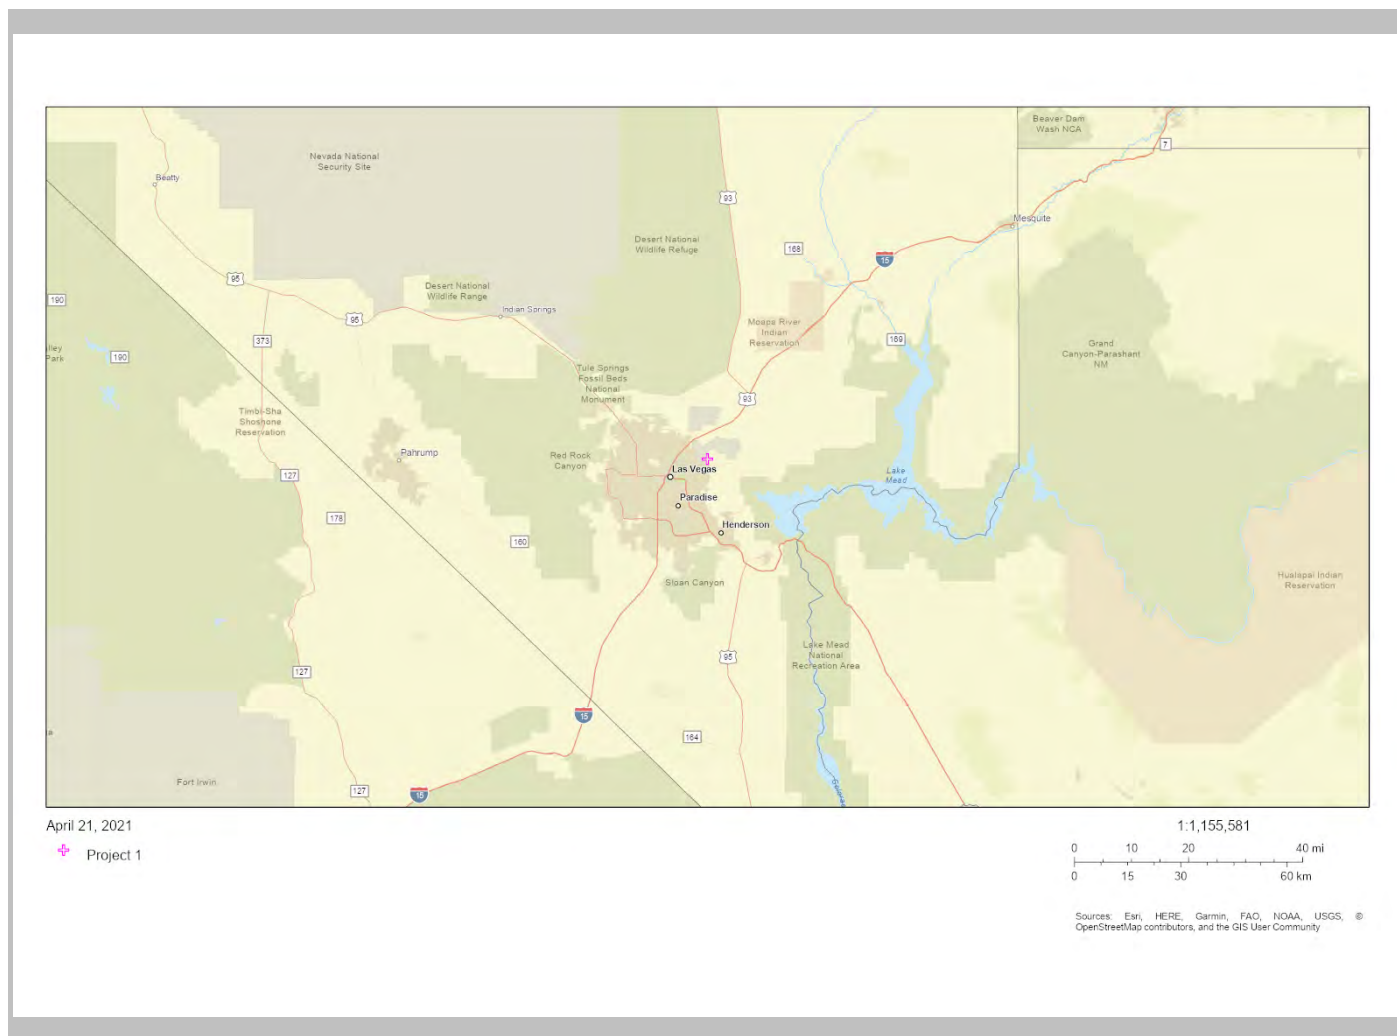 Beaver Dam
Wash NCA
7
Nevada National
Security Site
Beatty
93
Mesquite
Desert National
Wildlife Refuge
168
15
95
Desert National
Wildlife Range
190
Indian Springs
95
Moapa River
Indian
Reservation
373
169
lley
Park
190
Grand
Canyon-Parashant
NM
Tule Springs
Fossil Beds
National
Monument
93
Timbi-Sha
Shoshone
Reservation
Pahrump
Red Rock
Canyon
Las Vegas
Lake
Mead
127
Paradise
178
Henderson
160
Sloan Canyon
Hualapai Indian
Reservation
Lake Mead
National
Recreation Area
95
127
15
164
Fort Irwin
127
15
April 21, 2021
Project 1
1:1,155,581
0 10 20 40 mi
0 15 30 60 km
Sources: Esri, HERE, Garmin, FAO, NOAA, USGS, ©
OpenStreetMap contributors, and the GIS User Community